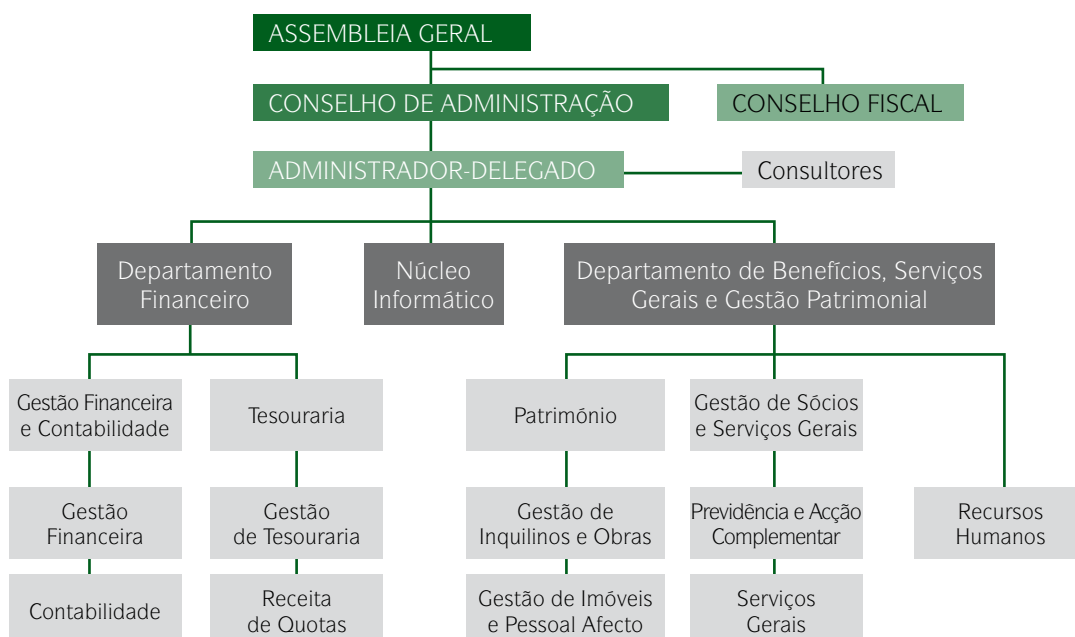 ASSEMBLEIA GERAL
CONSELHO DE ADMINISTRAÇÃO
CONSELHO FISCAL
ADMINISTRADOR-DELEGADO
Consultores
Departamento
Financeiro
Núcleo
Informático
Departamento de Benefícios, Serviços
Gerais e Gestão Patrimonial
Gestão Financeira
e Contabilidade
Tesouraria
Património
Gestão de Sócios
e Serviços Gerais
Gestão
Financeira
Gestão
de Tesouraria
Gestão de
Inquilinos e Obras
Previdência e Acção
Complementar
Recursos
Humanos
Contabilidade
Receita
de Quotas
Gestão de Imóveis
e Pessoal Afecto
Serviços
Gerais